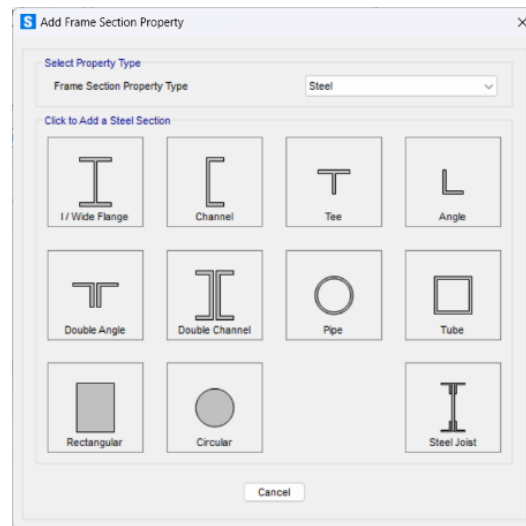 S Add Frame Section Property
Select Property Type
Frame Section Property Type Steel
Click to Add a Steel Section
I / Wide Flange Channel Tee Angle
Double Angle Double Channel Pipe Tube
Rectangular Circular Steel Joist
Cancel